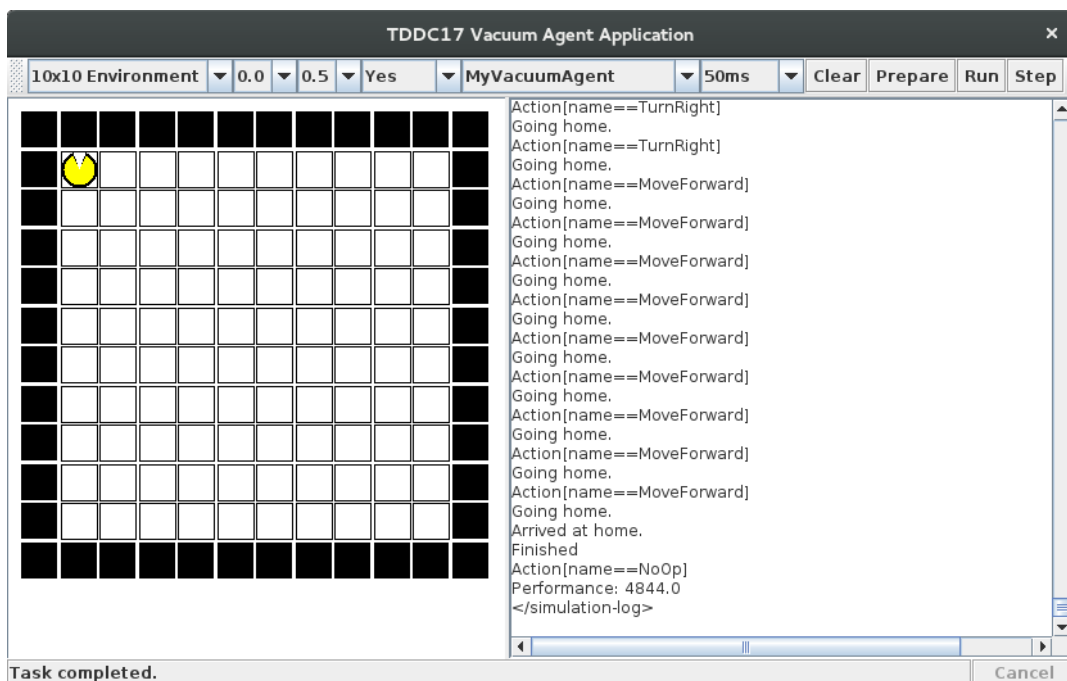 TDDC17 Vacuum Agent Application ×
10x10 Environment 0.0 0.5 Yes MyVacuumAgent 50ms Clear Prepare Run Step
Action[name==TurnRight]
Going home.
Action[name==TurnRight]
Going home.
Action[name==MoveForward]
Going home.
Action[name==MoveForward]
Going home.
Action[name==MoveForward]
Going home.
Action[name==MoveForward]
Going home.
Action[name==MoveForward]
Going home.
Action[name==MoveForward]
Going home.
Action[name==MoveForward]
Going home.
Action[name==MoveForward]
Going home.
Action[name==MoveForward]
Going home.
Arrived at home.
Finished
Action[name==NoOp]
Performance: 4844.0
</simulation-log>
Task completed. Cancel